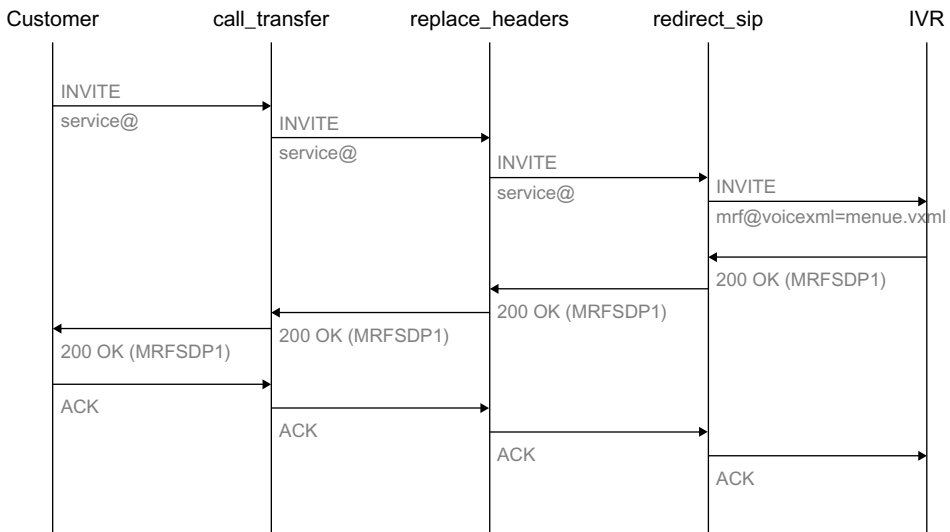 Customer call_transfer replace_headers redirect_sip IVR
INVITE
service@
INVITE
service@
INVITE
service@
INVITE
mrf@voicexml=menue.vxml
200 OK (MRFSDP1)
200 OK (MRFSDP1)
200 OK (MRFSDP1)
200 OK (MRFSDP1)
ACK
ACK
ACK
ACK